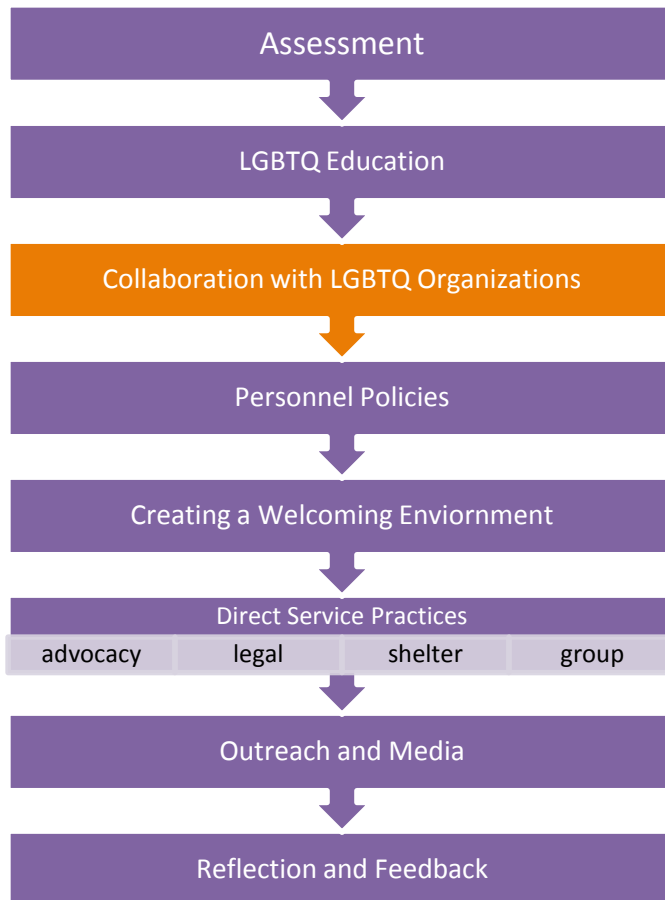 Assessment
LGBTQ Education
Collaboration with LGBTQ Organizations
Personnel Policies
Creating a Welcoming Enviornment
Direct Service Practices
advocacy legal shelter group
Outreach and Media
Reflection and Feedback